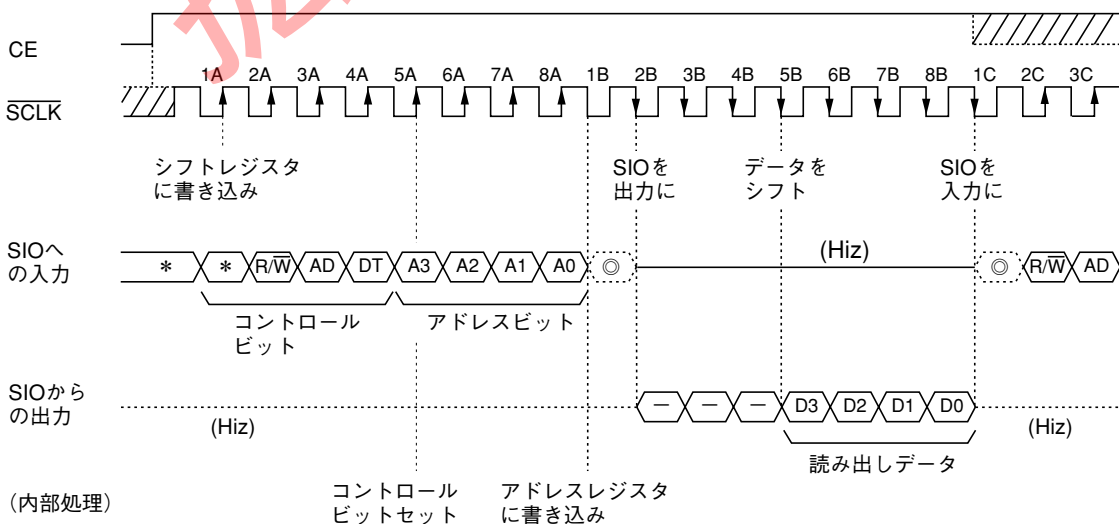 CE
1A 2A 3A 4A 5A 6A 7A 8A 1B 2B 3B 4B 5B 6B 7B 8B 1C 2C 3C
SCLK
シフトレジスタ
に書き込み
SIOを
出力に
データを
シフト
SIOを
入力に
SIOへ
の入力
* * R/W AD DT A3 A2 A1 A0 ◎ (Hiz) ◎ R/W AD
コントロール
ビット
アドレスビット
SIOから
の出力
(Hiz) — — — D3 D2 D1 D0 (Hiz)
読み出しデータ
(内部処理)
コントロール
ビットセット
アドレスレジスタ
に書き込み